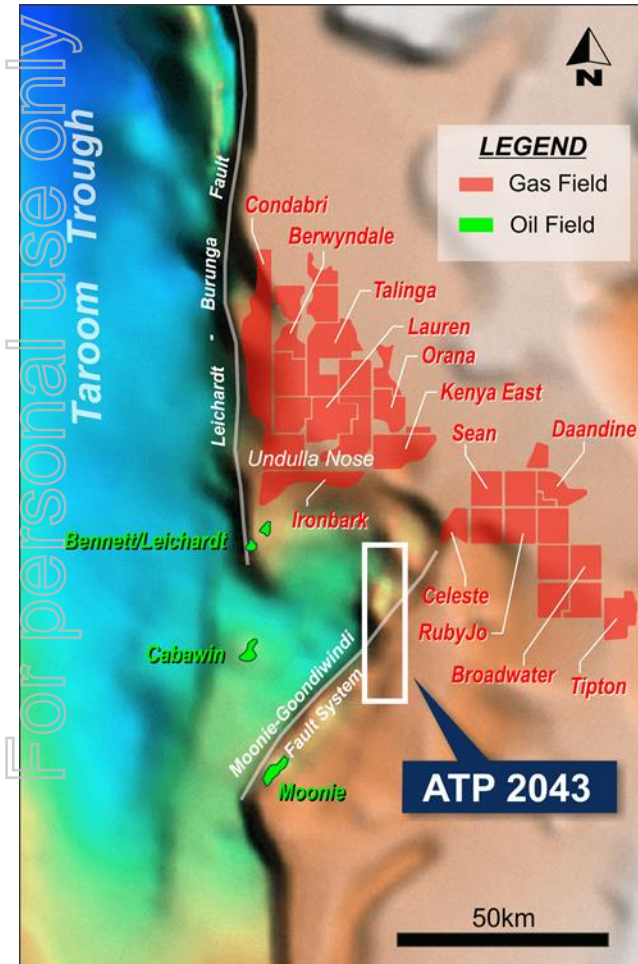 For personal use only
N
LEGEND
Gas Field
Oil Field
Taroom Trough
Leichardt - Burunga Fault
Condabri
Berwyndale
Talinga
Lauren
Orana
Kenya East
Sean
Daandine
Undulla Nose
Ironbark
Bennett/Leichardt
Celeste
RubyJo
Broadwater
Tipton
Cabawin
Moonie-Goondiwindi
Fault System
Moonie
ATP 2043
50km